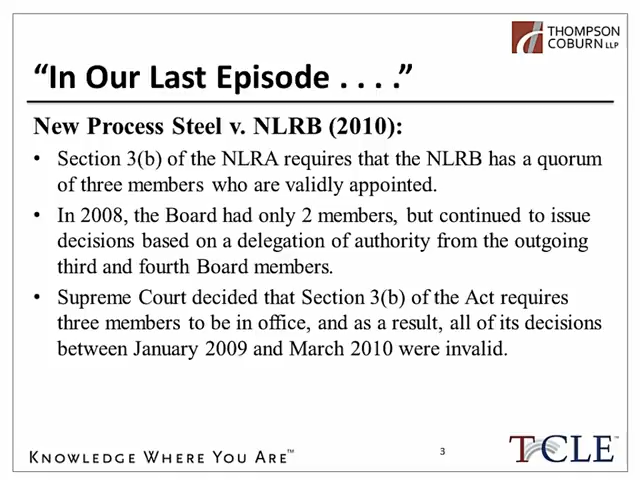 THOMPSON
COBURN LLP
“In Our Last Episode . . . .”
New Process Steel v. NLRB (2010):
• Section 3(b) of the NLRA requires that the NLRB has a quorum
of three members who are validly appointed.
• In 2008, the Board had only 2 members, but continued to issue
decisions based on a delegation of authority from the outgoing
third and fourth Board members.
• Supreme Court decided that Section 3(b) of the Act requires
three members to be in office, and as a result, all of its decisions
between January 2009 and March 2010 were invalid.
KNOWLEDGE WHERE YOU ARE™
3
TCLE™